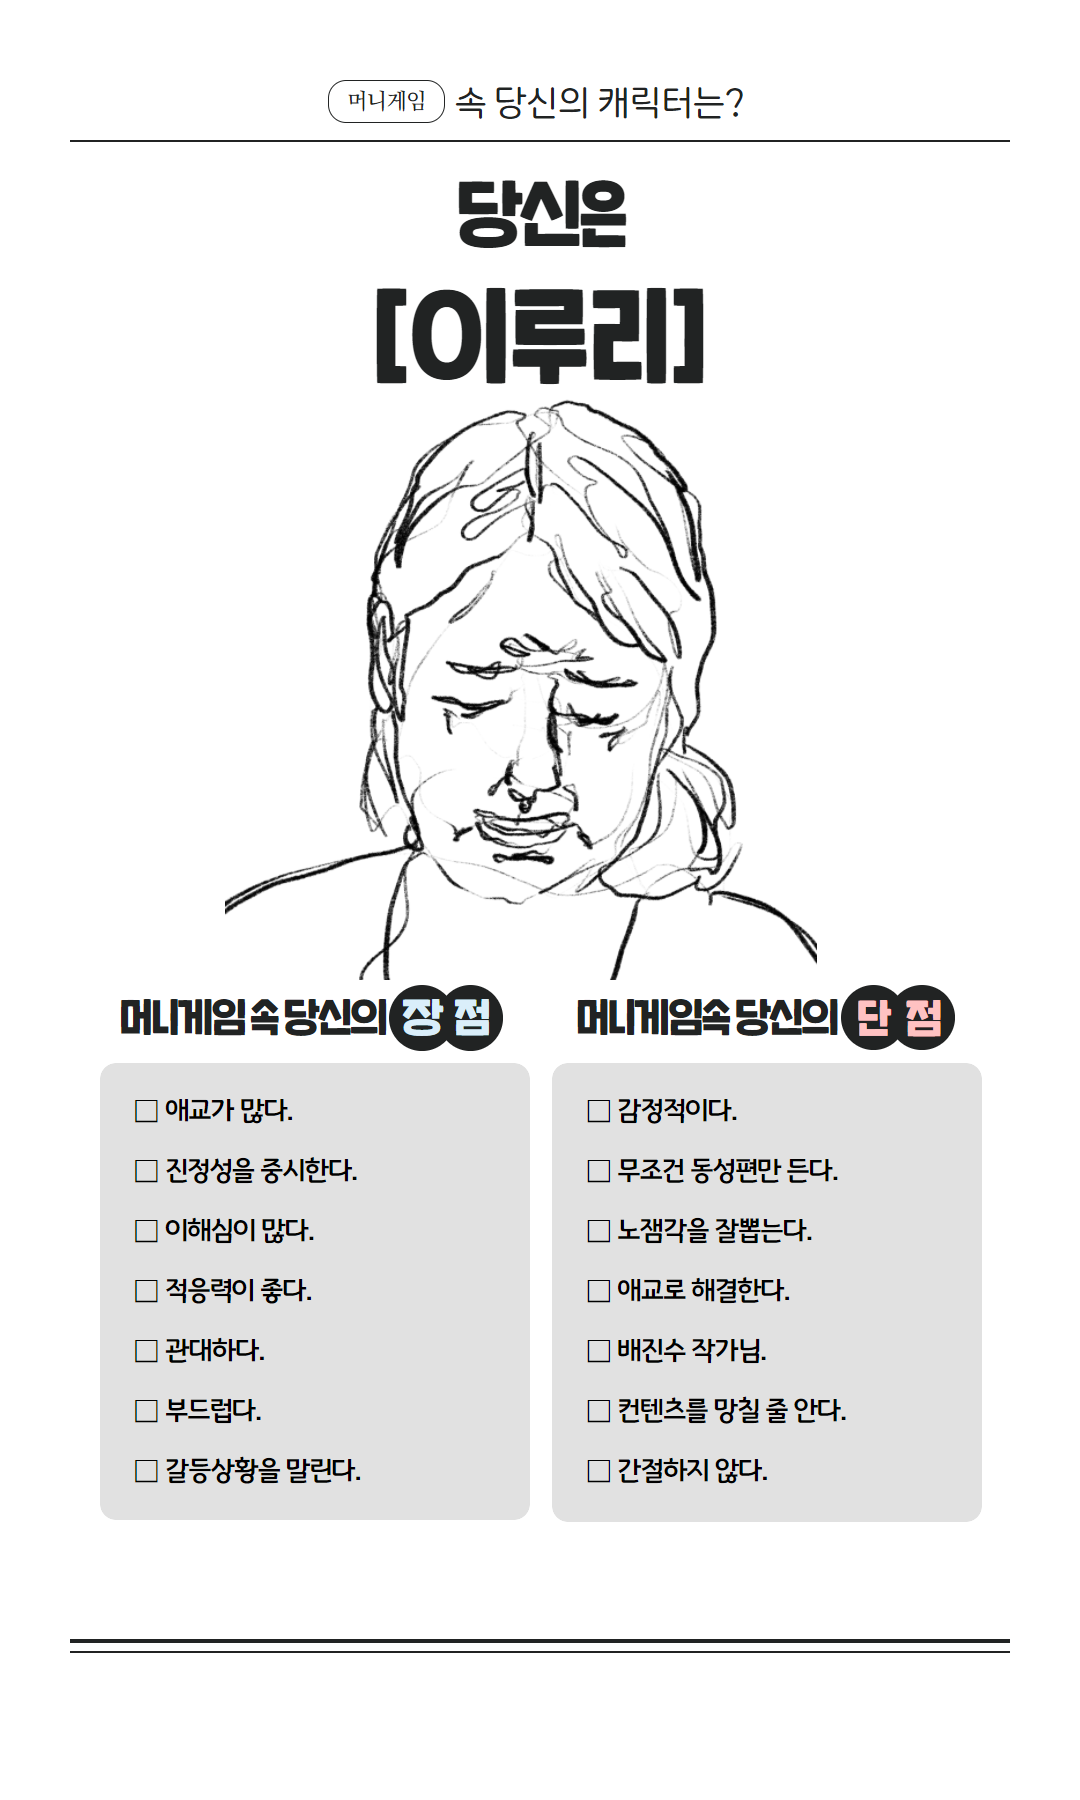 머니게임 속 당신의 캐릭터는?
당신은
[이루리]
머니게임 속 당신의 장점
□ 애교가 많다.
□ 진정성을 중시한다.
□ 이해심이 많다.
□ 적응력이 좋다.
□ 관대하다.
□ 부드럽다.
□ 갈등상황을 말린다.
머니게임속 당신의 단점
□ 감정적이다.
□ 무조건 동성편만 든다.
□ 노잼각을 잘뽑는다.
□ 애교로 해결한다.
□ 배진수 작가님.
□ 컨텐츠를 망칠 줄 안다.
□ 간절하지 않다.